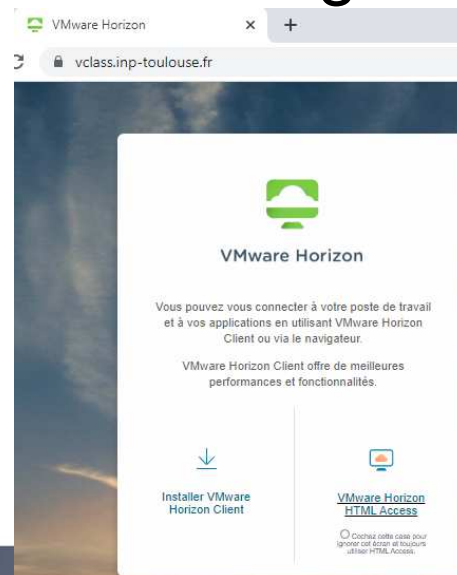 VMware Horizon
vclass.inp-toulouse.fr
VMware Horizon
Vous pouvez vous connecter à votre poste de travail
et à vos applications en utilisant VMware Horizon
Client ou via le navigateur.
VMware Horizon Client offre de meilleures
performances et fonctionnalités.
Installer VMware
Horizon Client
VMware Horizon
HTML Access
Cochez cette case pour
ignorer cet écran et toujours
utiliser HTML Access.